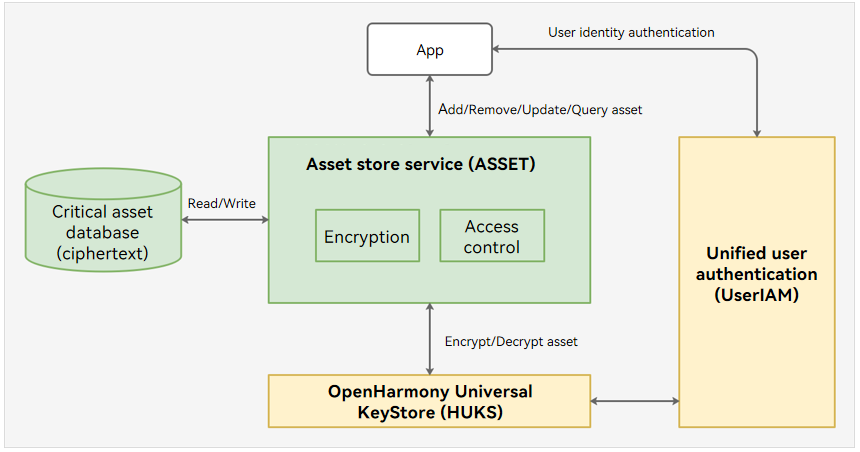 User identity authentication
App
Add/Remove/Update/Query asset
Asset store service (ASSET)
Read/Write
Critical asset
database
(ciphertext)
Encryption
Access
control
Unified user
authentication
(UserIAM)
Encrypt/Decrypt asset
OpenHarmony Universal
KeyStore (HUKS)